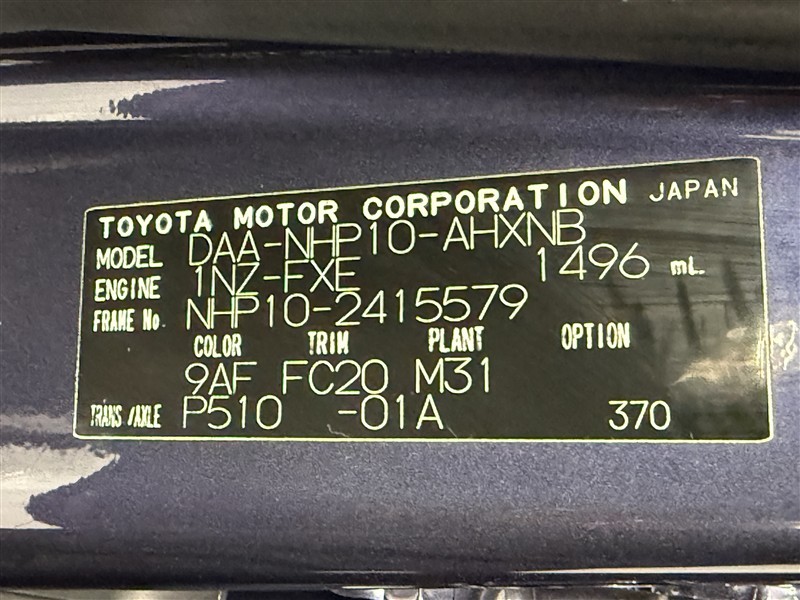 TOYOTA MOTOR CORPORATION JAPAN
MODEL DAA-NHP10-AHXNB
ENGINE 1NZ-FXE 1496 mL.
FRAME No. NHP10-2415579
COLOR TRIM PLANT OPTION
9AF FC20 M31
TRANS./AXLE P510 -01A 370